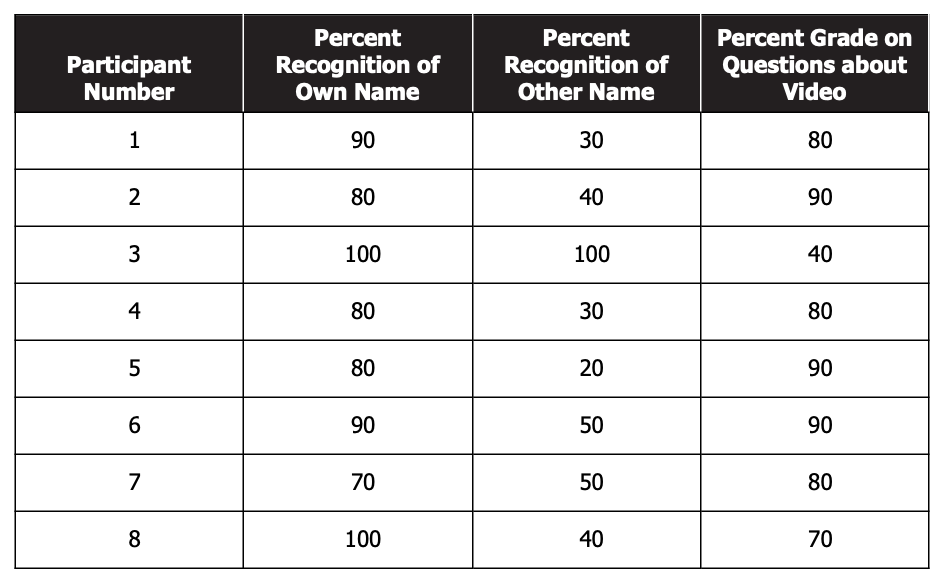 Participant Number
Percent Recognition of Own Name
Percent Recognition of Other Name
Percent Grade on Questions about Video
1 90 30 80
2 80 40 90
3 100 100 40
4 80 30 80
5 80 20 90
6 90 50 90
7 70 50 80
8 100 40 70